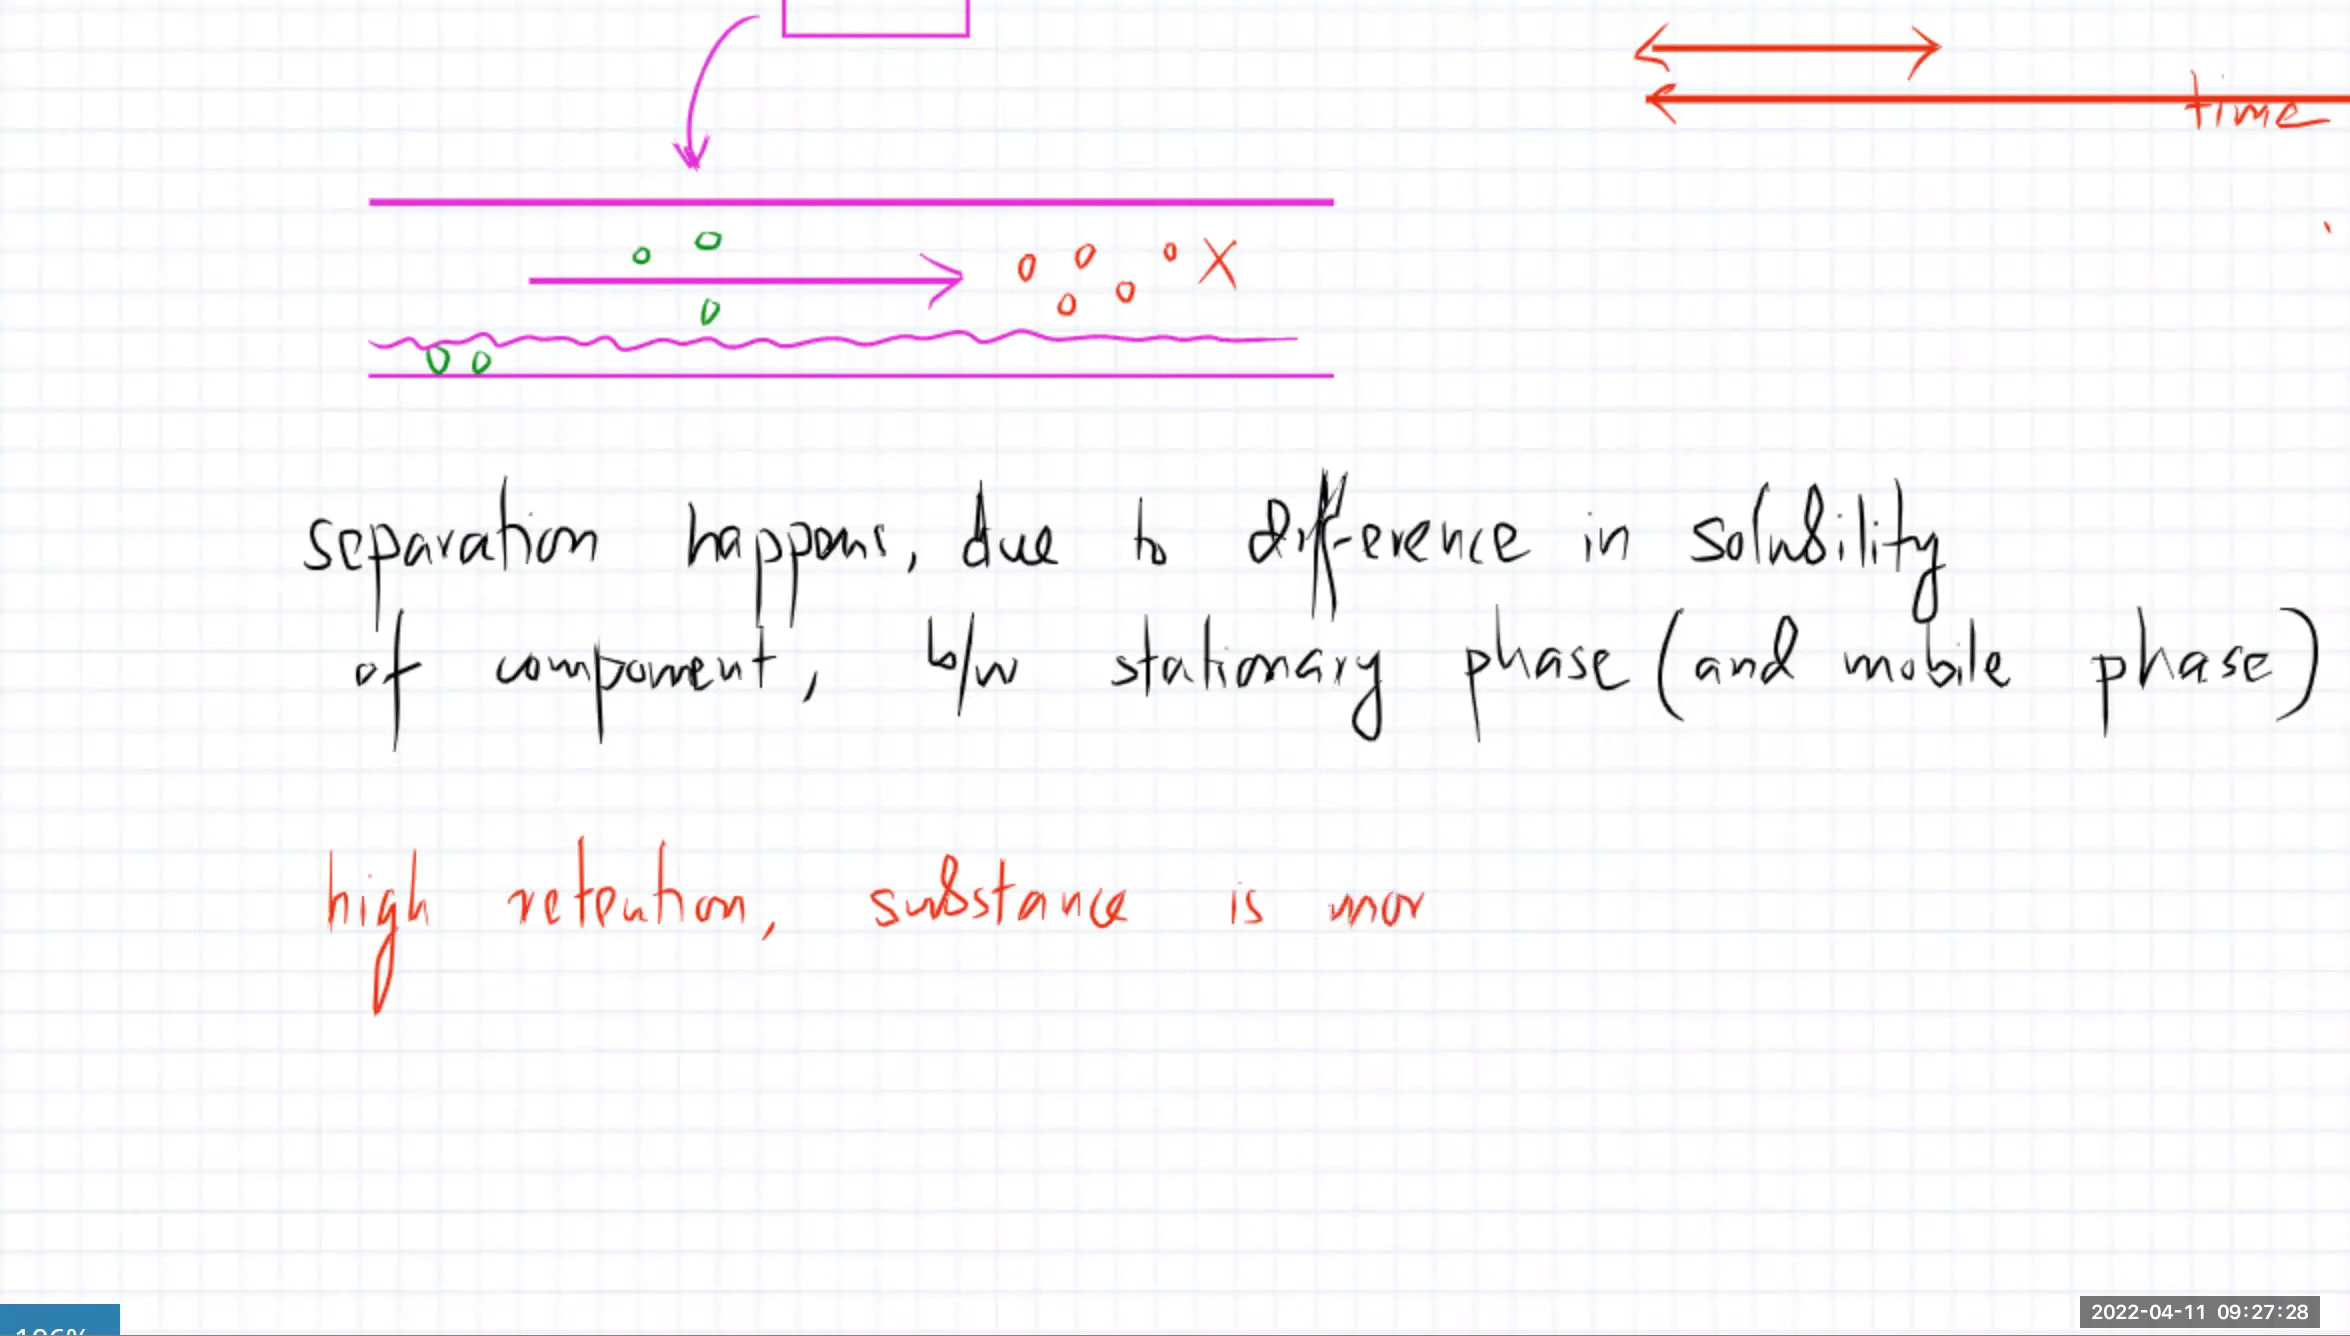 time
X
separation happens, due to difference in solubility
of component, b/w stationary phase (and mobile phase)
high retention, substance is mor
2022-04-11 09:27:28